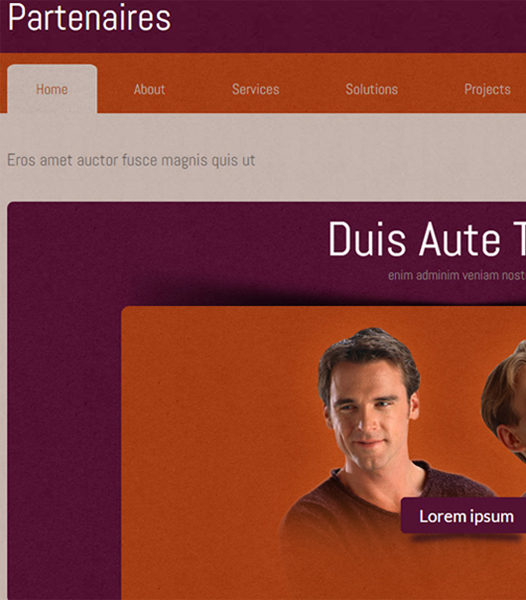 Partenaires
Home About Services Solutions Projects
Eros amet auctor fusce magnis quis ut
Duis Aute
enim adminim veniam
Lorem ipsum